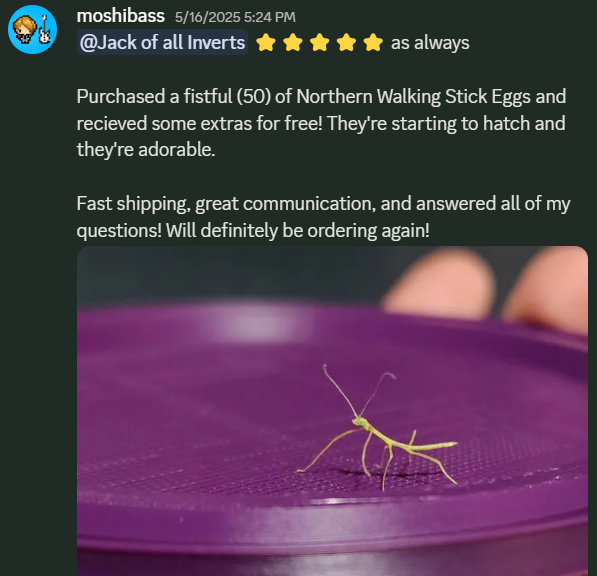 moshibass 5/16/2025 5:24 PM
@Jack of all Inverts ⭐⭐⭐⭐⭐ as always
Purchased a fistful (50) of Northern Walking Stick Eggs and
recieved some extras for free! They're starting to hatch and
they're adorable.
Fast shipping, great communication, and answered all of my
questions! Will definitely be ordering again!